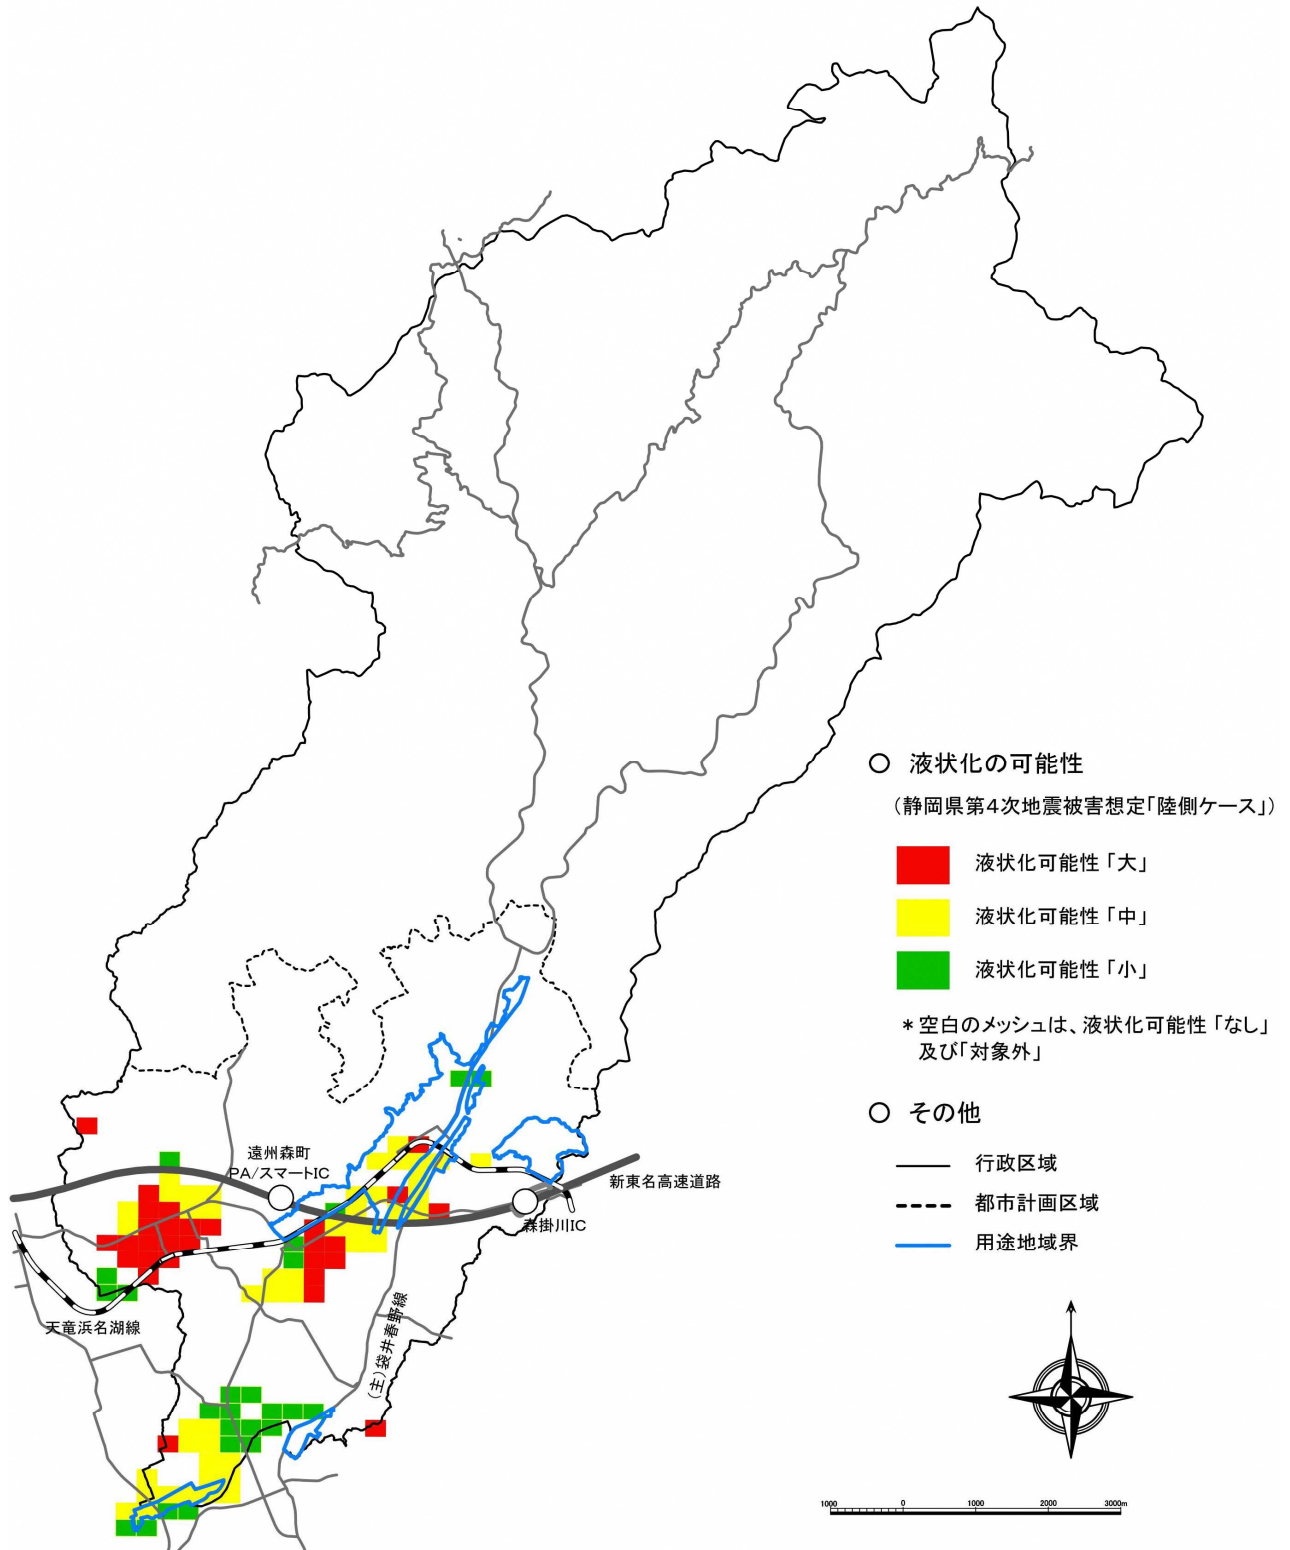 ○ 液状化の可能性
(静岡県第4次地震被害想定「陸側ケース」)
液状化可能性「大」
液状化可能性「中」
液状化可能性「小」
＊空白のメッシュは、液状化可能性「なし」
及び「対象外」
○ その他
行政区域
都市計画区域
用途地域界
遠州森町
PA/スマートIC
新東名高速道路
森掛川IC
天竜浜名湖線
(主)袋井春野線
1000 0 1000 2000 3000m